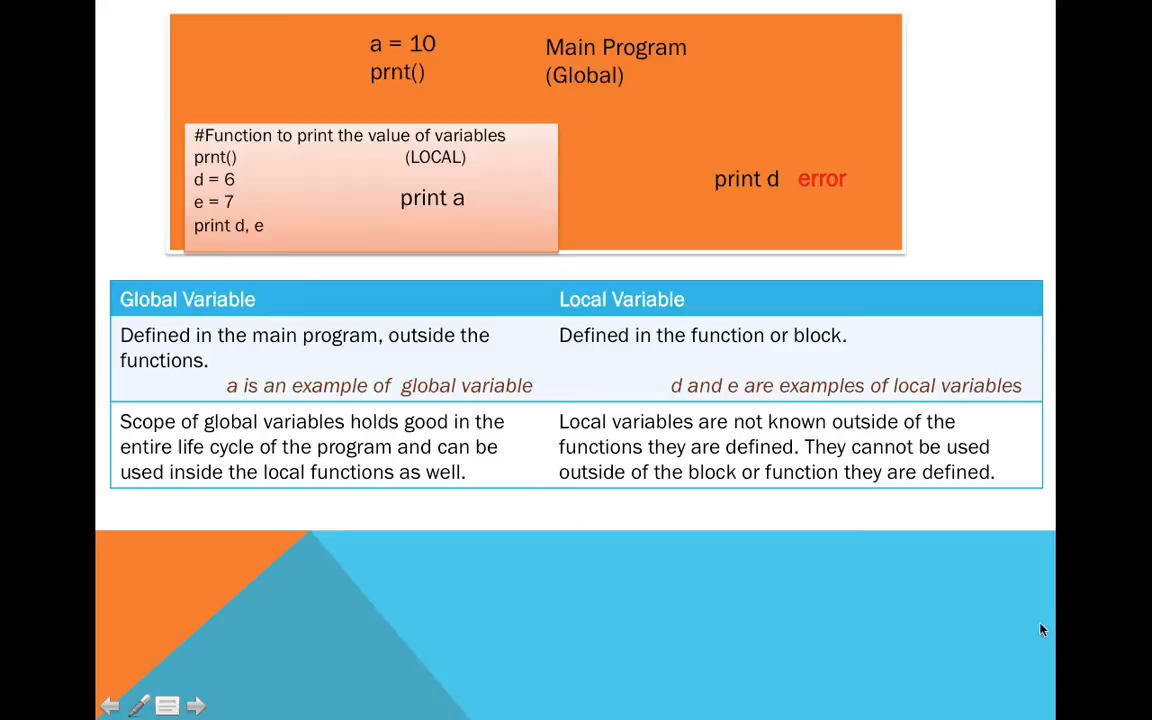 a = 10
prnt()
Main Program
(Global)
#Function to print the value of variables
prnt()
(LOCAL)
d = 6
e = 7
print d, e
print a
print d error
Global Variable
Local Variable
Defined in the main program, outside the
functions.
a is an example of global variable
Defined in the function or block.
d and e are examples of local variables
Scope of global variables holds good in the
entire life cycle of the program and can be
used inside the local functions as well.
Local variables are not known outside of the
functions they are defined. They cannot be used
outside of the block or function they are defined.